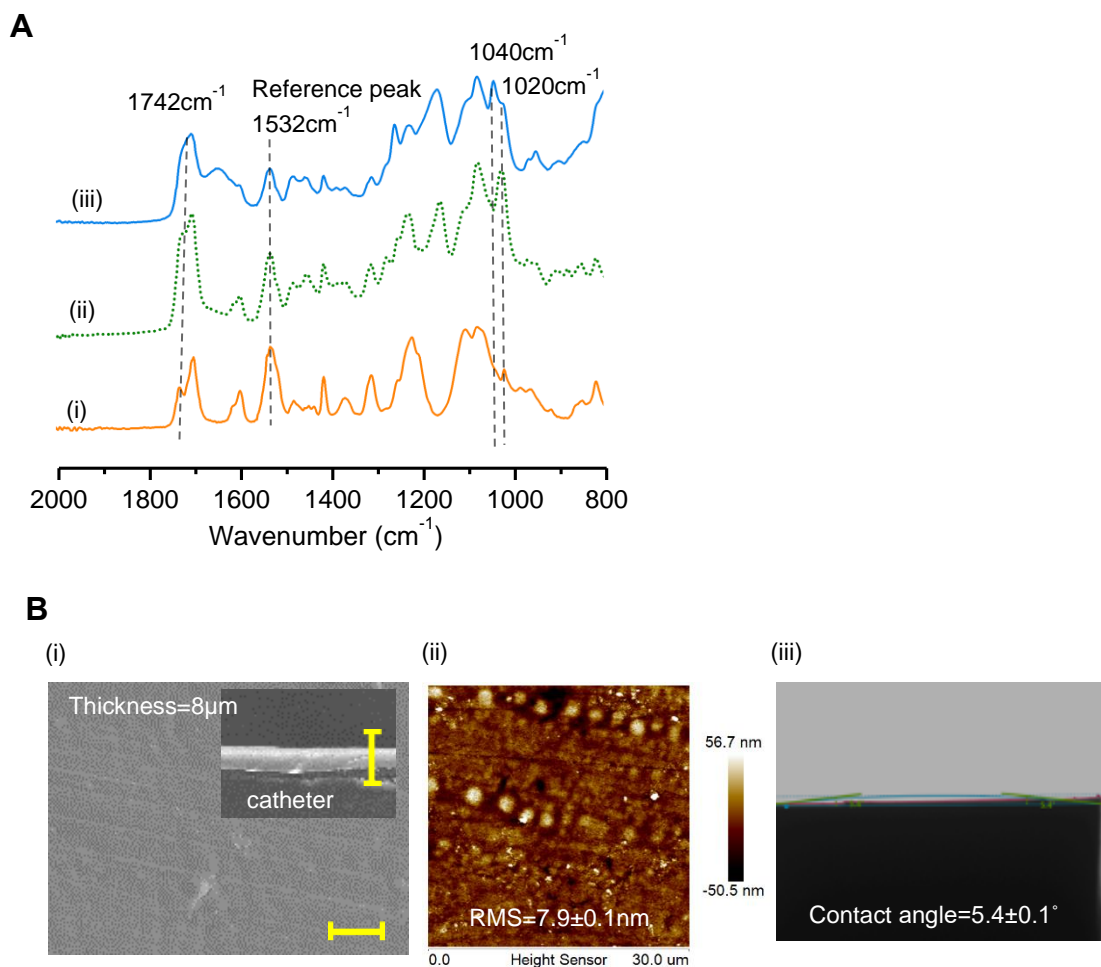 A
1040cm-1
1020cm-1
Reference peak
1742cm-1
1532cm-1
(iii)
(ii)
(i)
2000 1800 1600 1400 1200 1000 800
Wavenumber (cm-1)
B
(i) (ii) (iii)
Thickness=8µm
catheter
56.7 nm
-50.5 nm
RMS=7.9±0.1nm
0.0 Height Sensor 30.0 um
Contact angle=5.4±0.1°